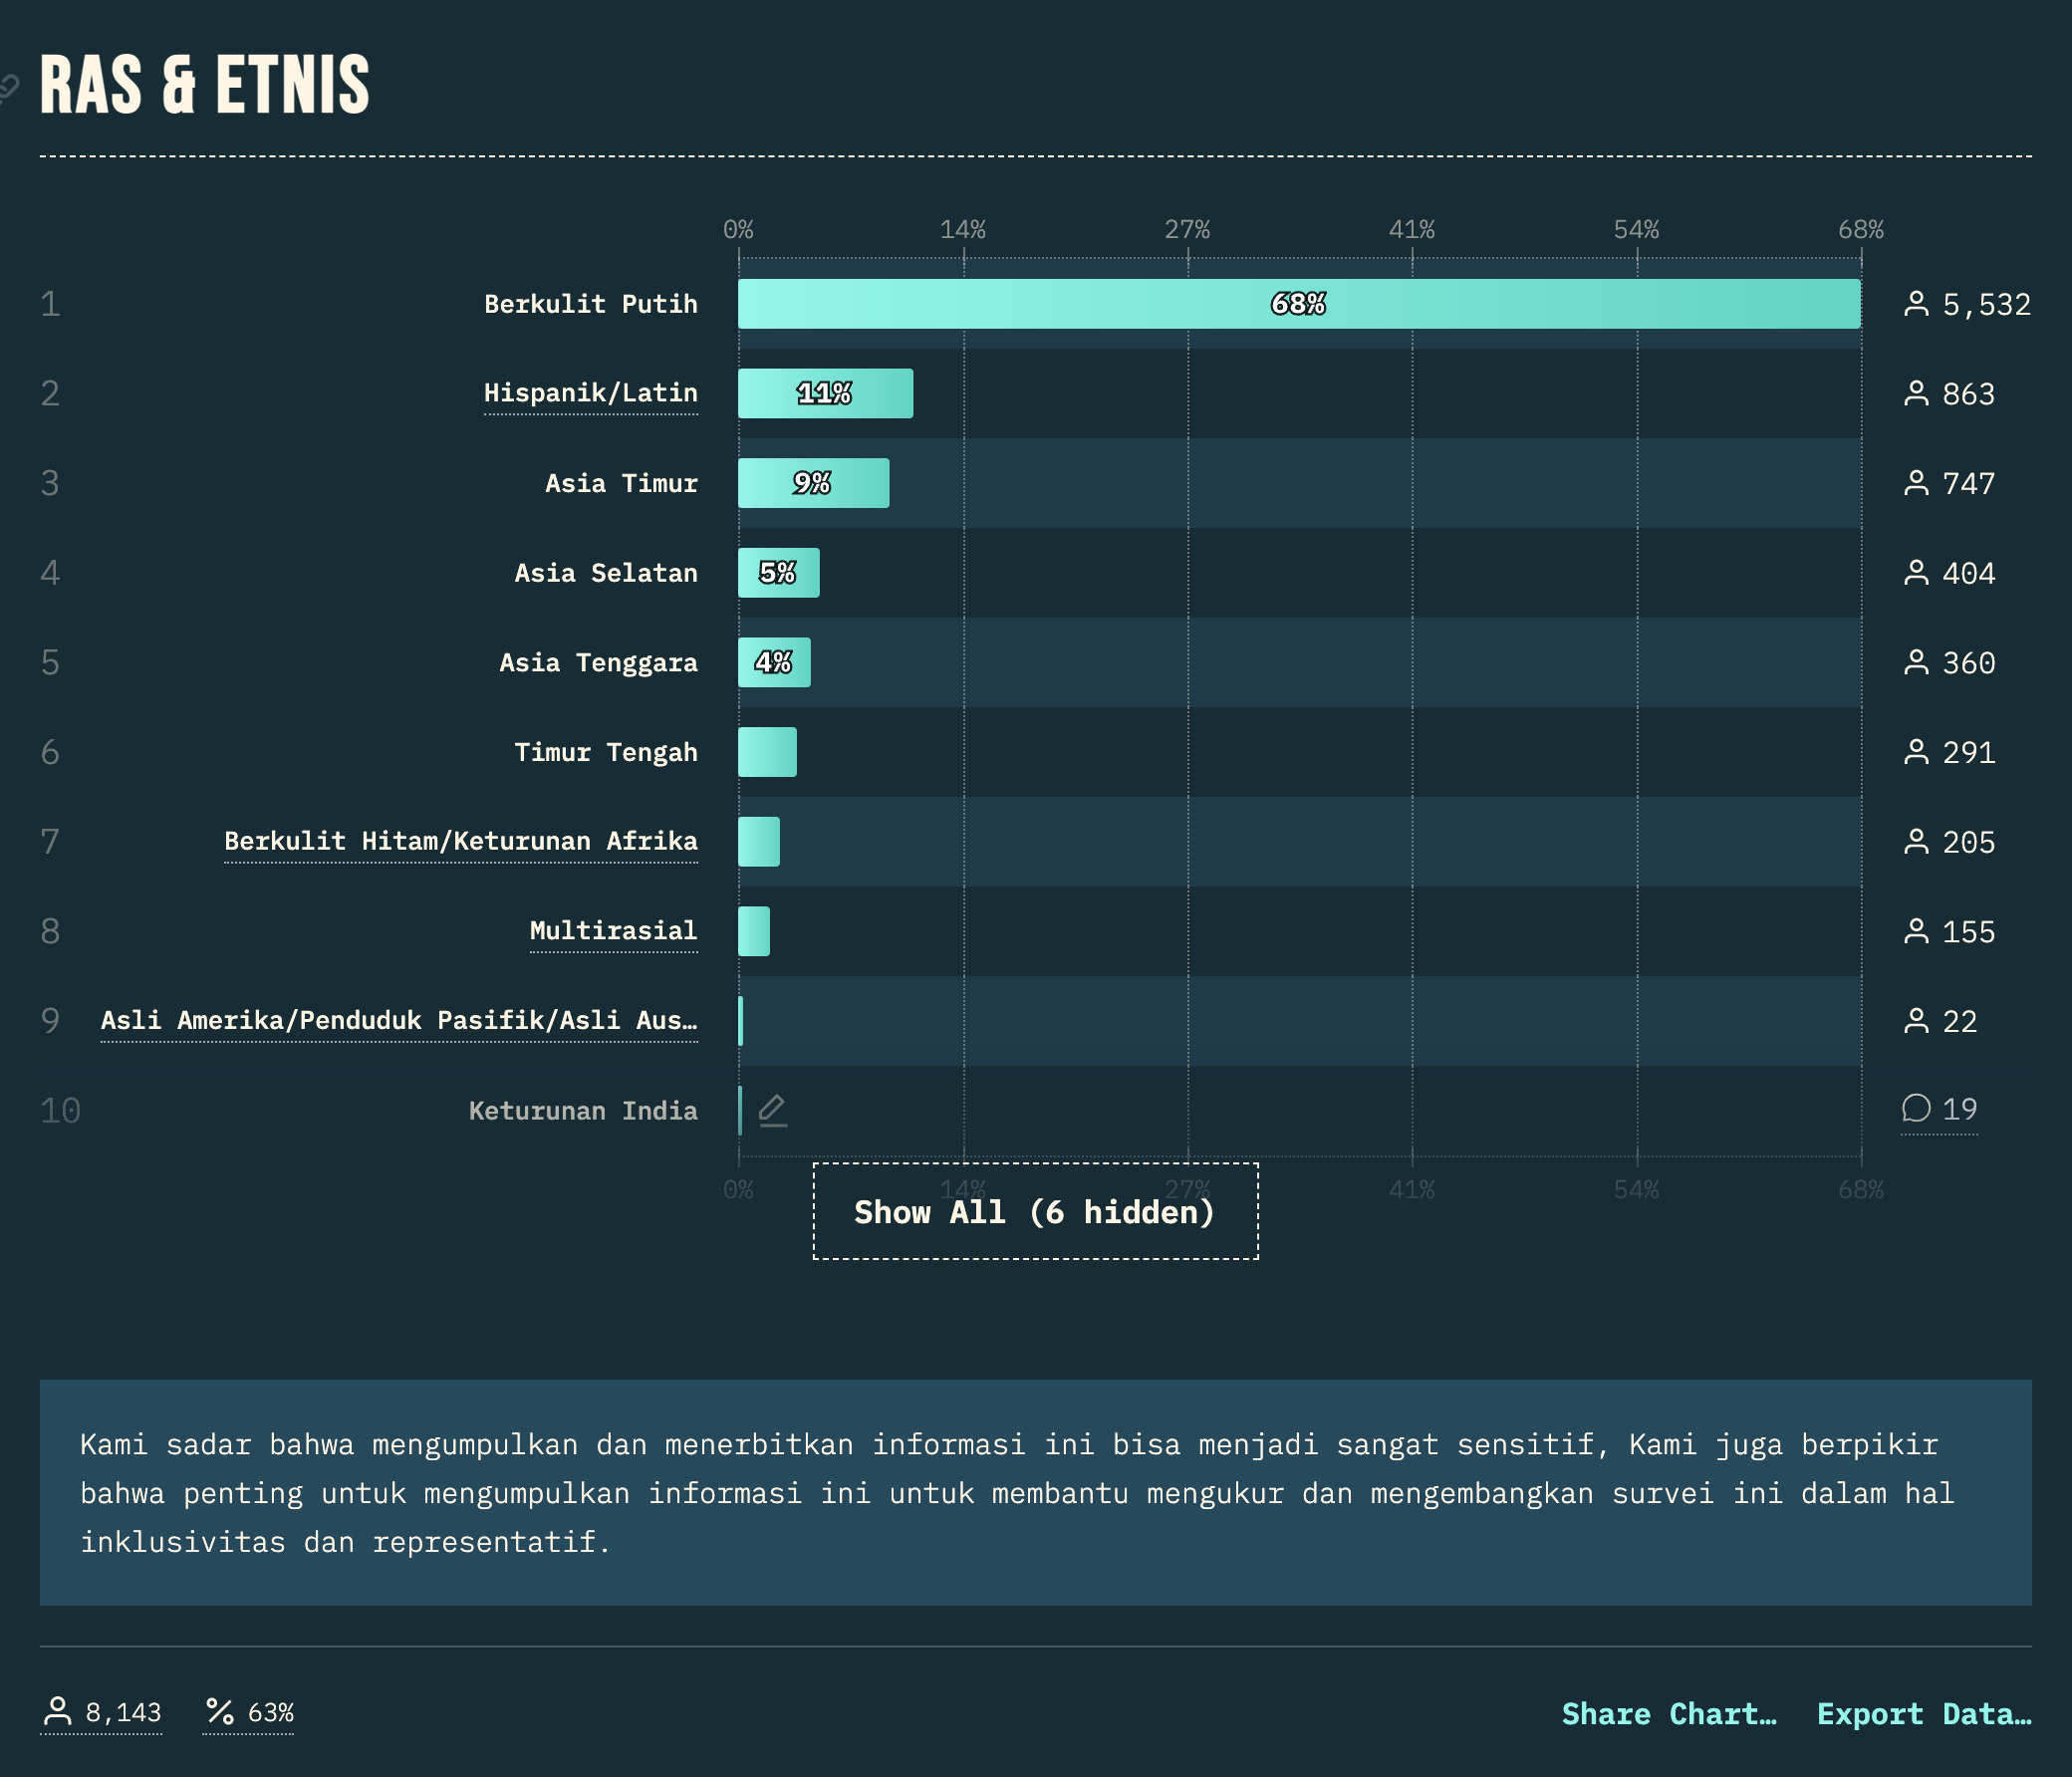 RAS & ETNIS
0% 14% 27% 41% 54% 68%
1 Berkulit Putih 68% 5,532
2 Hispanik/Latin 11% 863
3 Asia Timur 9% 747
4 Asia Selatan 5% 404
5 Asia Tenggara 4% 360
6 Timur Tengah 291
7 Berkulit Hitam/Keturunan Afrika 205
8 Multirasial 155
9 Asli Amerika/Penduduk Pasifik/Asli Aus… 22
10 Keturunan India 19
0% 14% 27% 41% 54% 68%
Show All (6 hidden)
Kami sadar bahwa mengumpulkan dan menerbitkan informasi ini bisa menjadi sangat sensitif, Kami juga berpikir
bahwa penting untuk mengumpulkan informasi ini untuk membantu mengukur dan mengembangkan survei ini dalam hal
inklusivitas dan representatif.
8,143 63% Share Chart… Export Data…